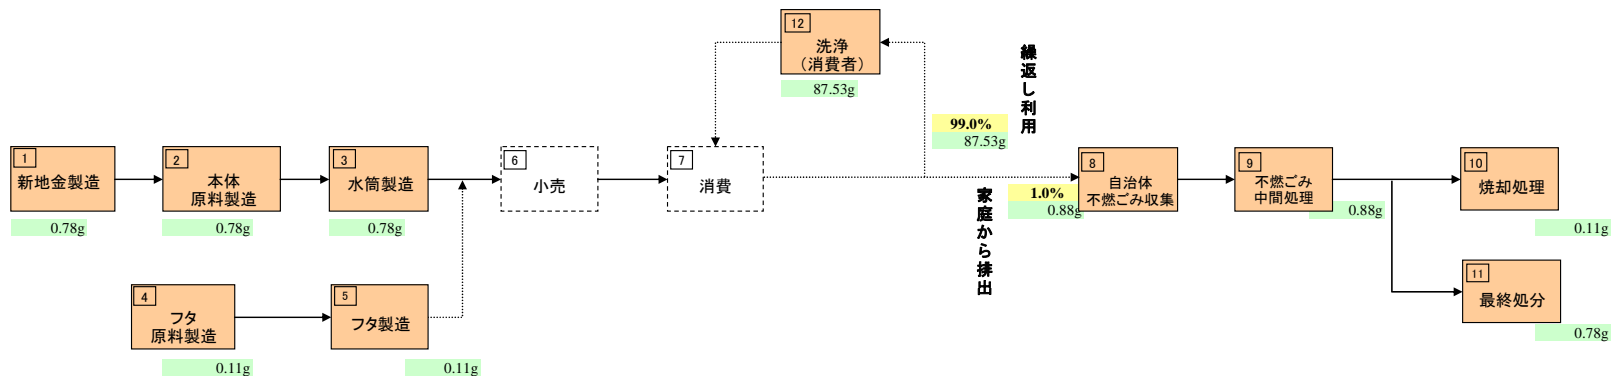 12
洗浄
（消費者）
87.53g
繰返し利用
99.0%
87.53g
1
新地金製造
0.78g
2
本体
原料製造
0.78g
3
水筒製造
0.78g
6
小売
7
消費
家庭から排出
1.0%
0.88g
8
自治体
不燃ごみ収集
9
不燃ごみ
中間処理
0.88g
10
焼却処理
0.11g
4
フタ
原料製造
0.11g
5
フタ製造
0.11g
11
最終処分
0.78g